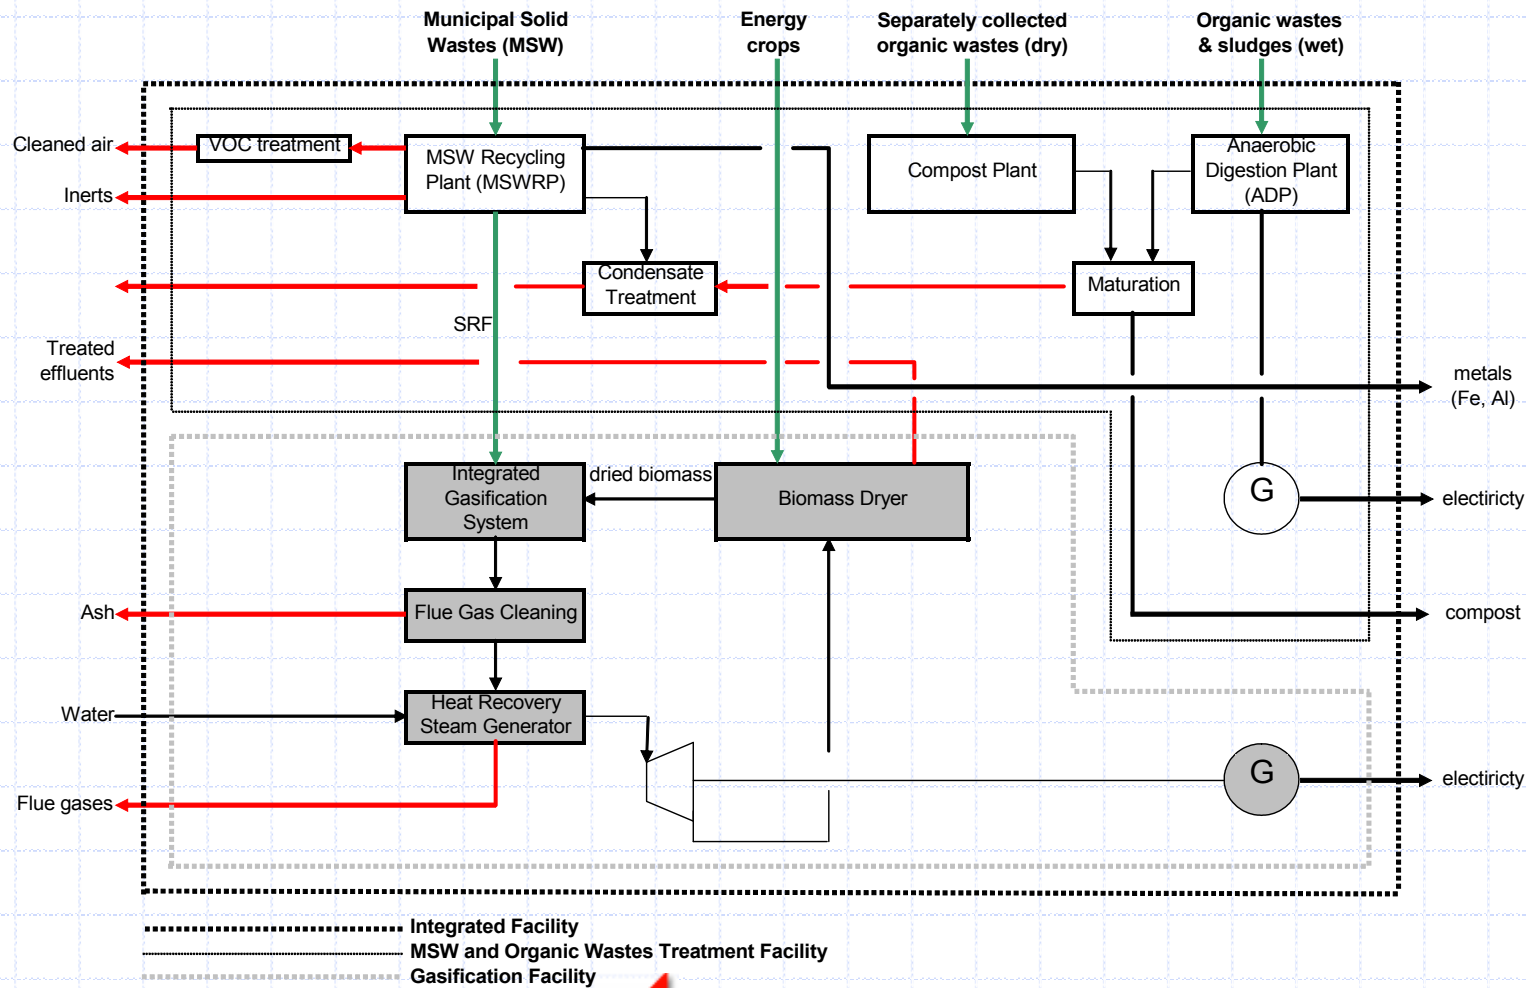 Municipal Solid
Wastes (MSW)
Energy
crops
Separately collected
organic wastes (dry)
Organic wastes
& sludges (wet)
Cleaned air
VOC treatment
MSW Recycling
Plant (MSWRP)
Compost Plant
Anaerobic
Digestion Plant
(ADP)
Inerts
Condensate
Treatment
Maturation
SRF
Treated
effluents
metals
(Fe, Al)
Integrated
Gasification
System
dried biomass
Biomass Dryer
G
electiricty
Ash
Flue Gas Cleaning
compost
Water
Heat Recovery
Steam Generator
G
electiricty
Flue gases
Integrated Facility
MSW and Organic Wastes Treatment Facility
Gasification Facility